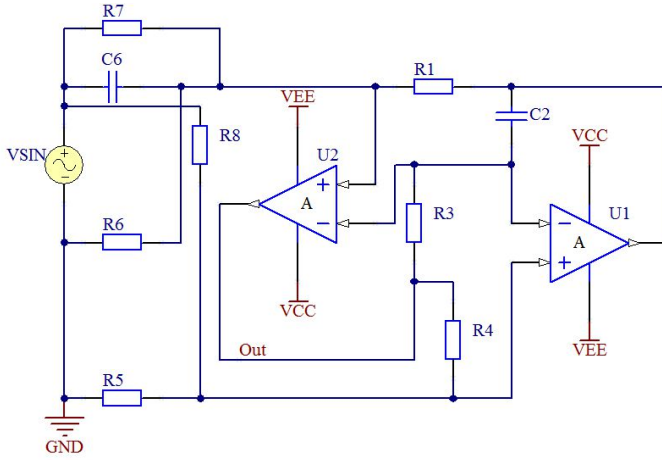 R7
C6
R1
VEE
C2
VCC
R8
VSIN
U2
+
−
+
A
−
R3
U1
−
A
+
R6
VCC
R4
Out
VEE
R5
GND